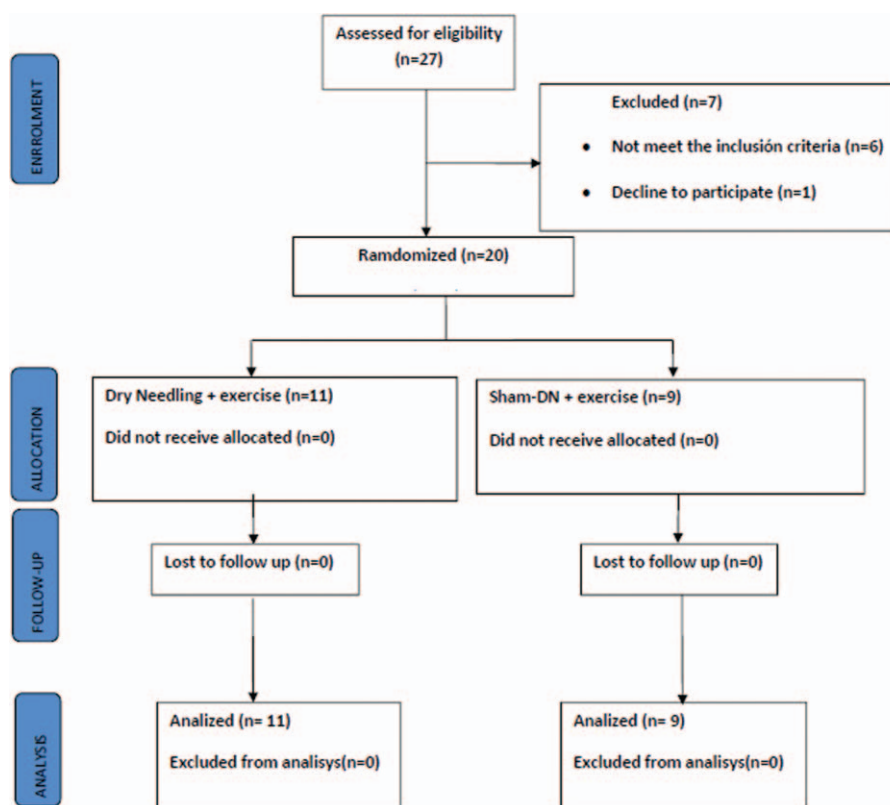 Assessed for eligibility
(n=27)
ENRROLMENT
Excluded (n=7)
• Not meet the inclusión criteria (n=6)
• Decline to participate (n=1)
Ramdomized (n=20)
ALLOCATION
Dry Needling + exercise (n=11)
Did not receive allocated (n=0)
Sham-DN + exercise (n=9)
Did not receive allocated (n=0)
FOLLOW-UP
Lost to follow up (n=0)
Lost to follow up (n=0)
ANALYSIS
Analized (n= 11)
Excluded from analisys(n=0)
Analized (n= 9)
Excluded from analisys(n=0)